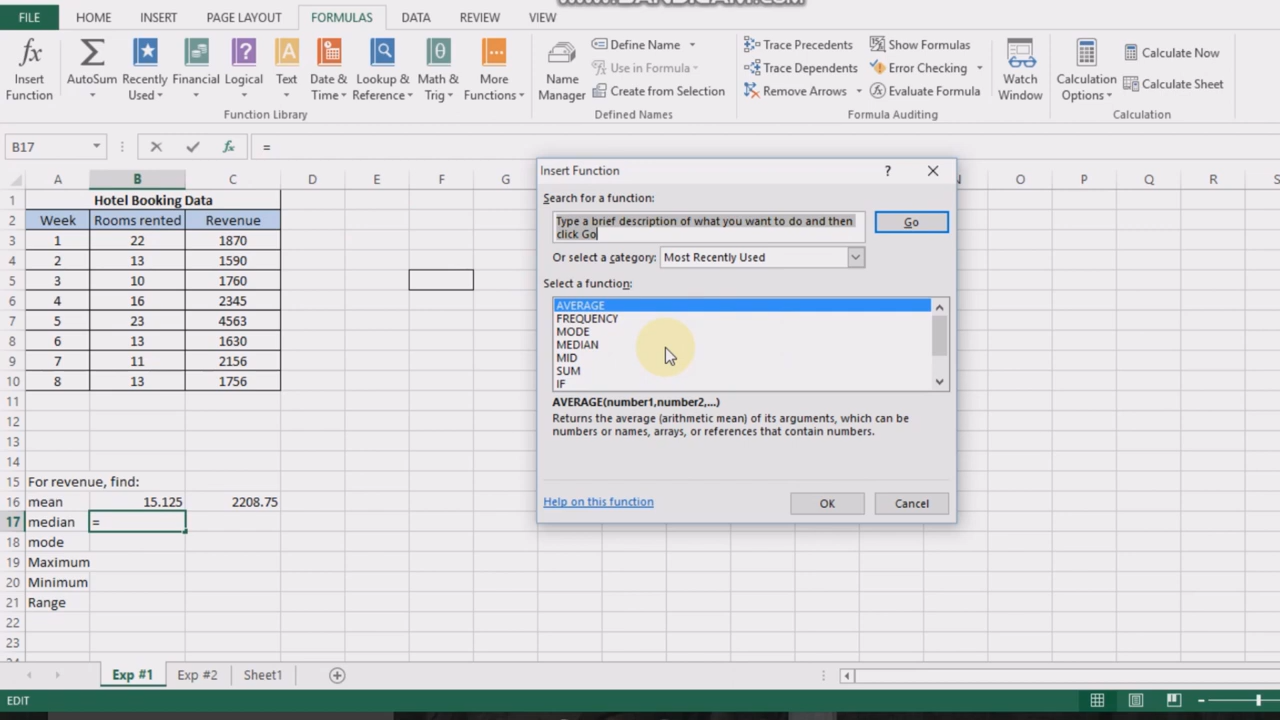 www.BANDICAM.com
FILE HOME INSERT PAGE LAYOUT FORMULAS DATA REVIEW VIEW
Insert Function
AutoSum
Recently Used
Financial
Logical
Text
Date & Time
Lookup & Reference
Math & Trig
More Functions
Function Library
Name Manager
Define Name
Use in Formula
Create from Selection
Defined Names
Trace Precedents
Trace Dependents
Remove Arrows
Show Formulas
Error Checking
Evaluate Formula
Formula Auditing
Watch Window
Calculation Options
Calculate Now
Calculate Sheet
Calculation
B17 fx =
A B C D E F G N O P Q R S
1 Hotel Booking Data
2 Week Rooms rented Revenue
3 1 22 1870
4 2 13 1590
5 3 10 1760
6 4 16 2345
7 5 23 4563
8 6 13 1630
9 7 11 2156
10 8 13 1756
11
12
13
14
15 For revenue, find:
16 mean 15.125 2208.75
17 median =
18 mode
19 Maximum
20 Minimum
21 Range
22
23
Insert Function ?
Search for a function:
Type a brief description of what you want to do and then
click Go
Go
Or select a category: Most Recently Used
Select a function:
AVERAGE
FREQUENCY
MODE
MEDIAN
MID
SUM
IF
AVERAGE(number1,number2,...)
Returns the average (arithmetic mean) of its arguments, which can be
numbers or names, arrays, or references that contain numbers.
Help on this function
OK Cancel
Exp #1 Exp #2 Sheet1
EDIT